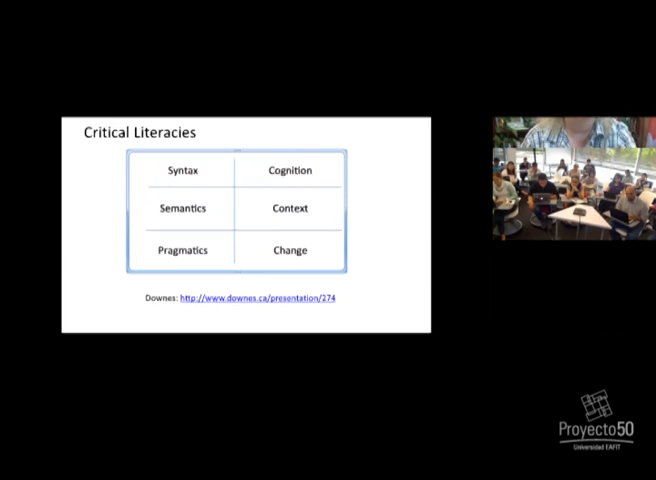 Critical Literacies
Syntax Cognition
Semantics Context
Pragmatics Change
Downes: http://www.downes.ca/presentation/274
Proyecto50
Universidad EAFIT